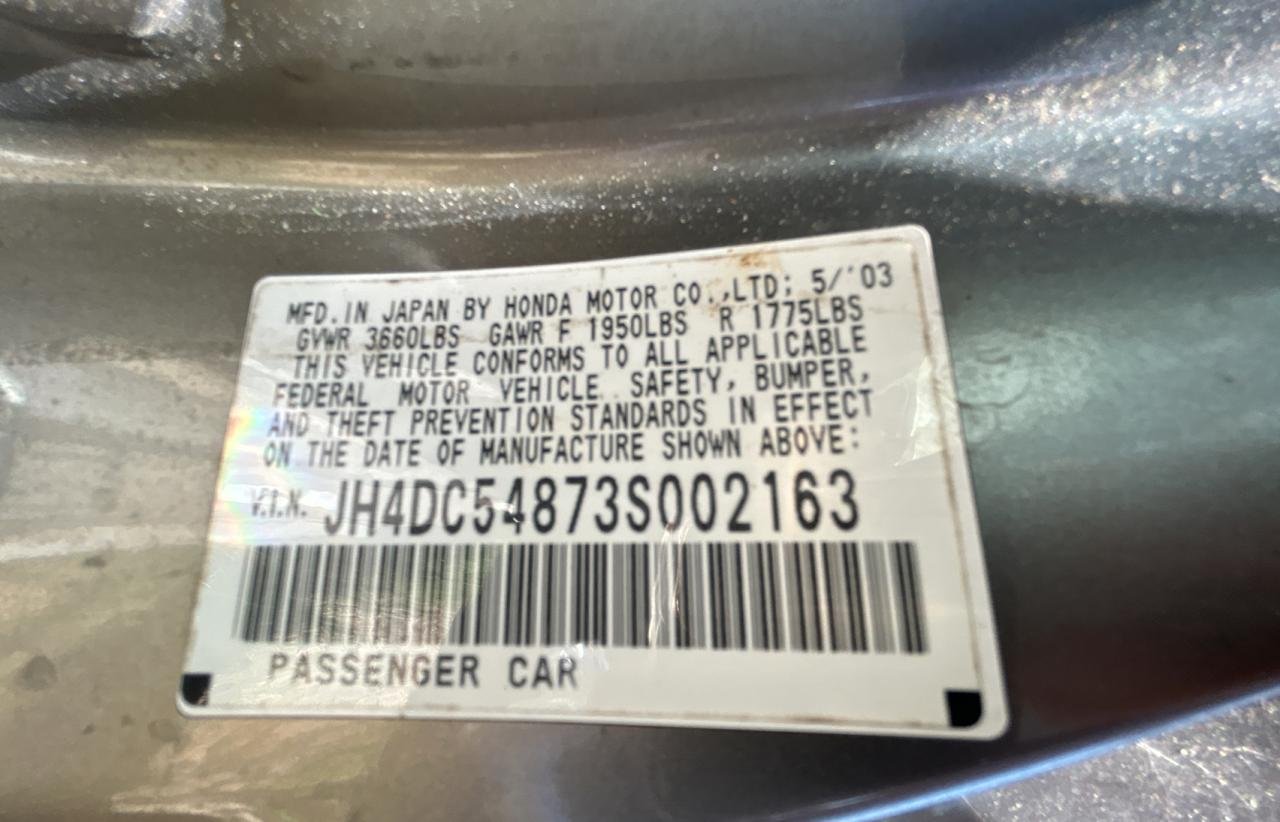 MFD.IN JAPAN BY HONDA MOTOR CO.,LTD; 5/'03
GVWR 3660LBS GAWR F 1950LBS R 1775LBS
THIS VEHICLE CONFORMS TO ALL APPLICABLE
FEDERAL MOTOR VEHICLE SAFETY, BUMPER,
AND THEFT PREVENTION STANDARDS IN EFFECT
ON THE DATE OF MANUFACTURE SHOWN ABOVE:
V.I.N. JH4DC54873S002163
PASSENGER CAR